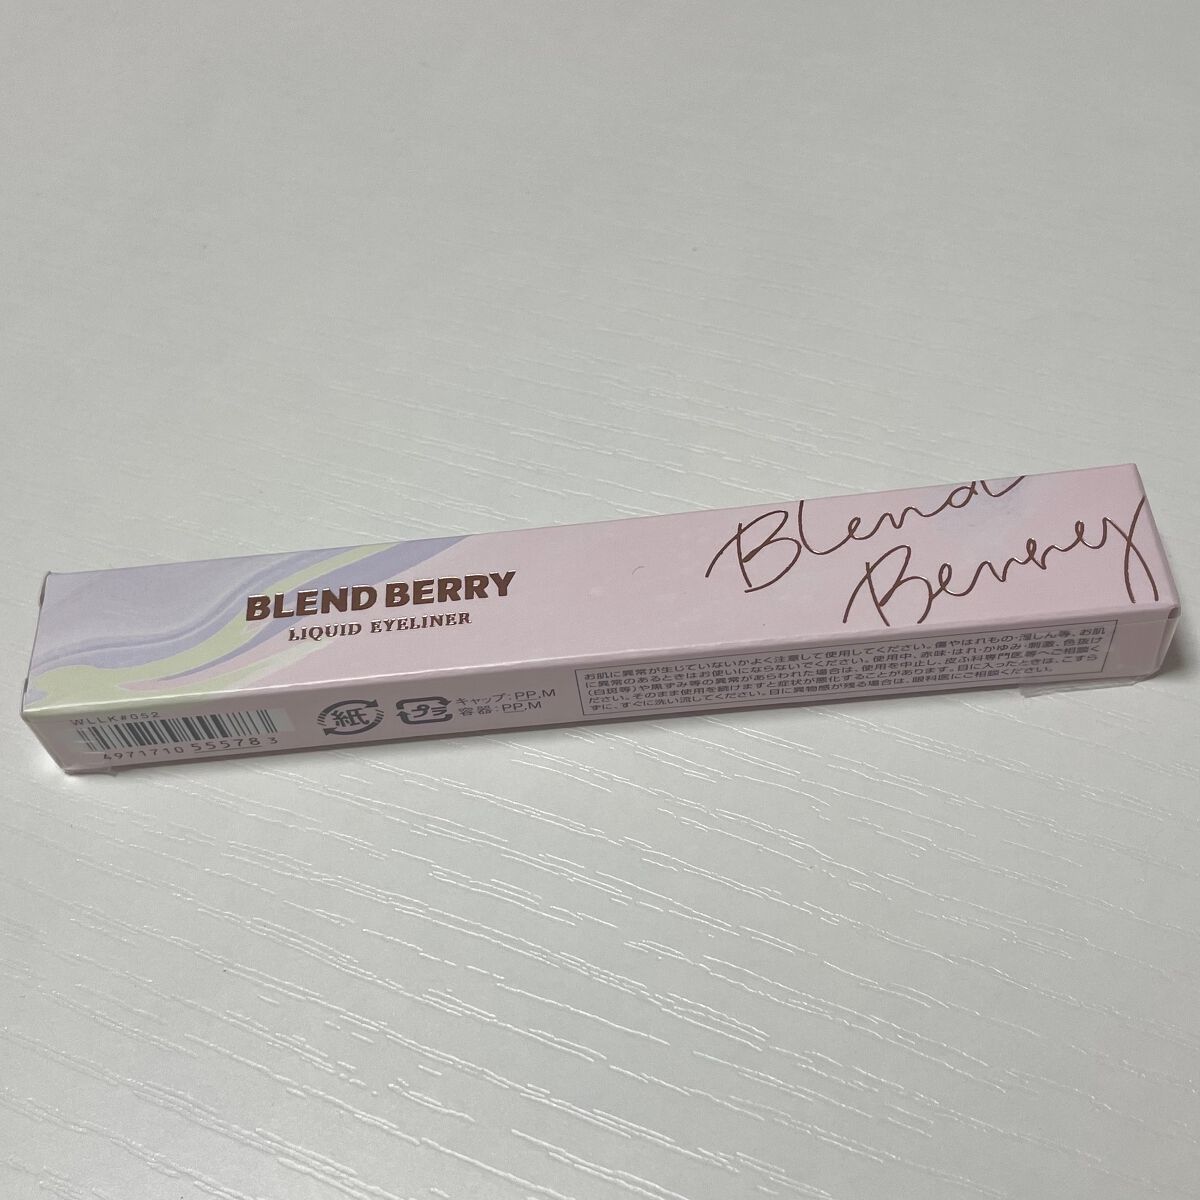 Blend
Berry
BLEND BERRY
LIQUID EYELINER
WLLK#052
4971710 555783
紙
プラ
キャップ:PP,M
容器:PP,M
お肌に異常が生じていないかよく注意して使用してください。傷やはれもの・湿しん等、お肌
に異常のあるときはお使いにならないでください。使用中、赤味・はれ・かゆみ・刺激、色抜け
(白斑等)や黒ずみ等の異常があらわれた場合は、使用を中止し、皮ふ科専門医等へご相談く
ださい。そのまま使用を続けますと症状が悪化することがあります。目に入ったときは、こすら
ずに、すぐに洗い流してください。目に異物感が残る場合は、眼科医にご相談ください。